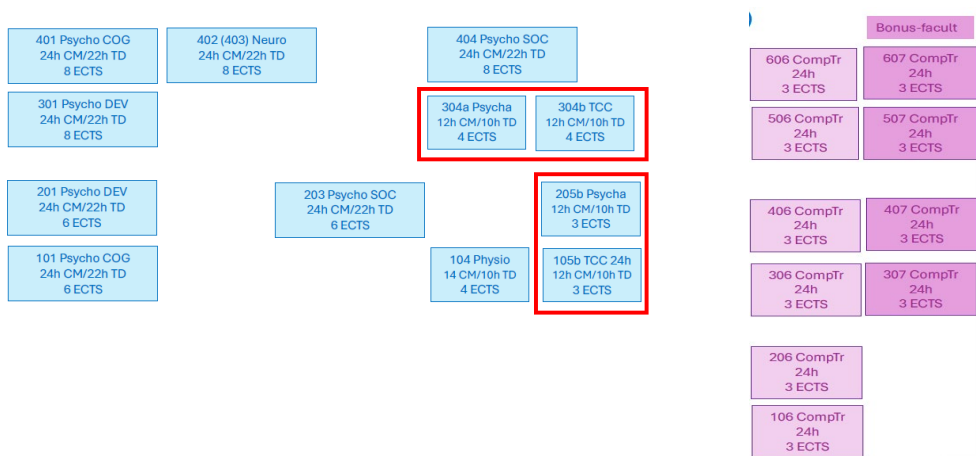 401 Psycho COG
24h CM/22h TD
8 ECTS
402 (403) Neuro
24h CM/22h TD
8 ECTS
404 Psycho SOC
24h CM/22h TD
8 ECTS
301 Psycho DEV
24h CM/22h TD
8 ECTS
304a Psycha
12h CM/10h TD
4 ECTS
304b TCC
12h CM/10h TD
4 ECTS
201 Psycho DEV
24h CM/22h TD
6 ECTS
203 Psycho SOC
24h CM/22h TD
6 ECTS
205b Psycha
12h CM/10h TD
3 ECTS
101 Psycho COG
24h CM/22h TD
6 ECTS
104 Physio
14 CM/10h TD
4 ECTS
105b TCC 24h
12h CM/10h TD
3 ECTS
Bonus-facult
606 CompTr
24h
3 ECTS
607 CompTr
24h
3 ECTS
506 CompTr
24h
3 ECTS
507 CompTr
24h
3 ECTS
406 CompTr
24h
3 ECTS
407 CompTr
24h
3 ECTS
306 CompTr
24h
3 ECTS
307 CompTr
24h
3 ECTS
206 CompTr
24h
3 ECTS
106 CompTr
24h
3 ECTS